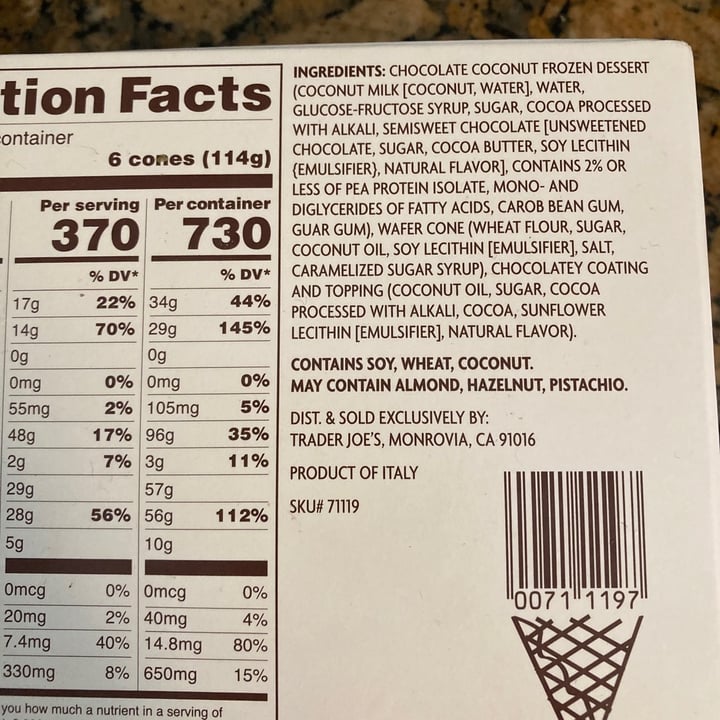 tion Facts
container
6 cones (114g)
Per serving Per container
370 730
% DV* % DV*
17g 22% 34g 44%
14g 70% 29g 145%
0g 0g
0mg 0% 0mg 0%
55mg 2% 105mg 5%
48g 17% 96g 35%
2g 7% 3g 11%
29g 57g
28g 56% 56g 112%
5g 10g
0mcg 0% 0mcg 0%
20mg 2% 40mg 4%
7.4mg 40% 14.8mg 80%
330mg 8% 650mg 15%
you how much a nutrient in a serving of
INGREDIENTS: CHOCOLATE COCONUT FROZEN DESSERT
(COCONUT MILK [COCONUT, WATER], WATER,
GLUCOSE-FRUCTOSE SYRUP, SUGAR, COCOA PROCESSED
WITH ALKALI, SEMISWEET CHOCOLATE [UNSWEETENED
CHOCOLATE, SUGAR, COCOA BUTTER, SOY LECITHIN
{EMULSIFIER}, NATURAL FLAVOR], CONTAINS 2% OR
LESS OF PEA PROTEIN ISOLATE, MONO- AND
DIGLYCERIDES OF FATTY ACIDS, CAROB BEAN GUM,
GUAR GUM), WAFER CONE (WHEAT FLOUR, SUGAR,
COCONUT OIL, SOY LECITHIN [EMULSIFIER], SALT,
CARAMELIZED SUGAR SYRUP), CHOCOLATEY COATING
AND TOPPING (COCONUT OIL, SUGAR, COCOA
PROCESSED WITH ALKALI, COCOA, SUNFLOWER
LECITHIN [EMULSIFIER], NATURAL FLAVOR).
CONTAINS SOY, WHEAT, COCONUT.
MAY CONTAIN ALMOND, HAZELNUT, PISTACHIO.
DIST. & SOLD EXCLUSIVELY BY:
TRADER JOE'S, MONROVIA, CA 91016
PRODUCT OF ITALY
SKU# 71119
0071 1197